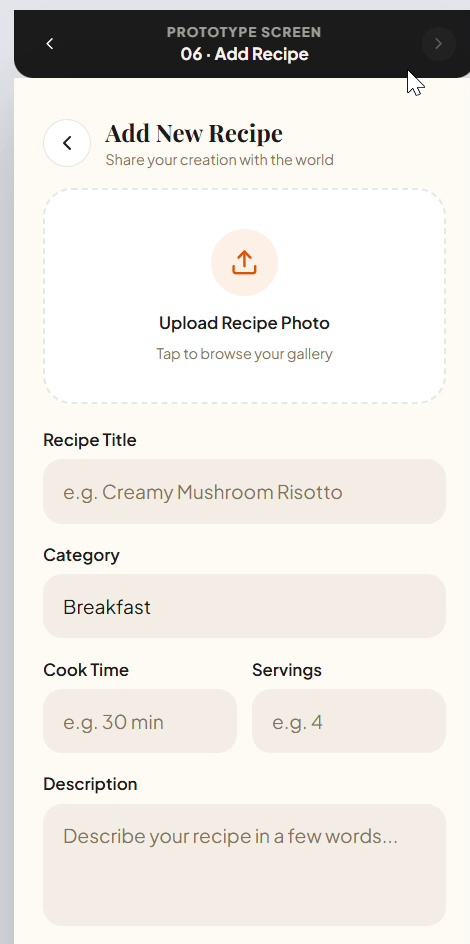 PROTOTYPE SCREEN
06 · Add Recipe
Add New Recipe
Share your creation with the world
Upload Recipe Photo
Tap to browse your gallery
Recipe Title
e.g. Creamy Mushroom Risotto
Category
Breakfast
Cook Time
Servings
e.g. 30 min
e.g. 4
Description
Describe your recipe in a few words...